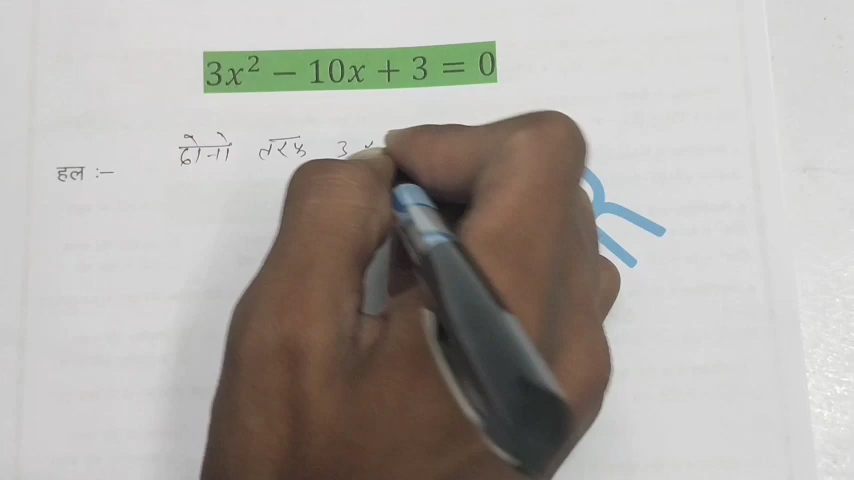 3x² − 10x + 3 = 0
दोनो तरफ 3
हल :−
R